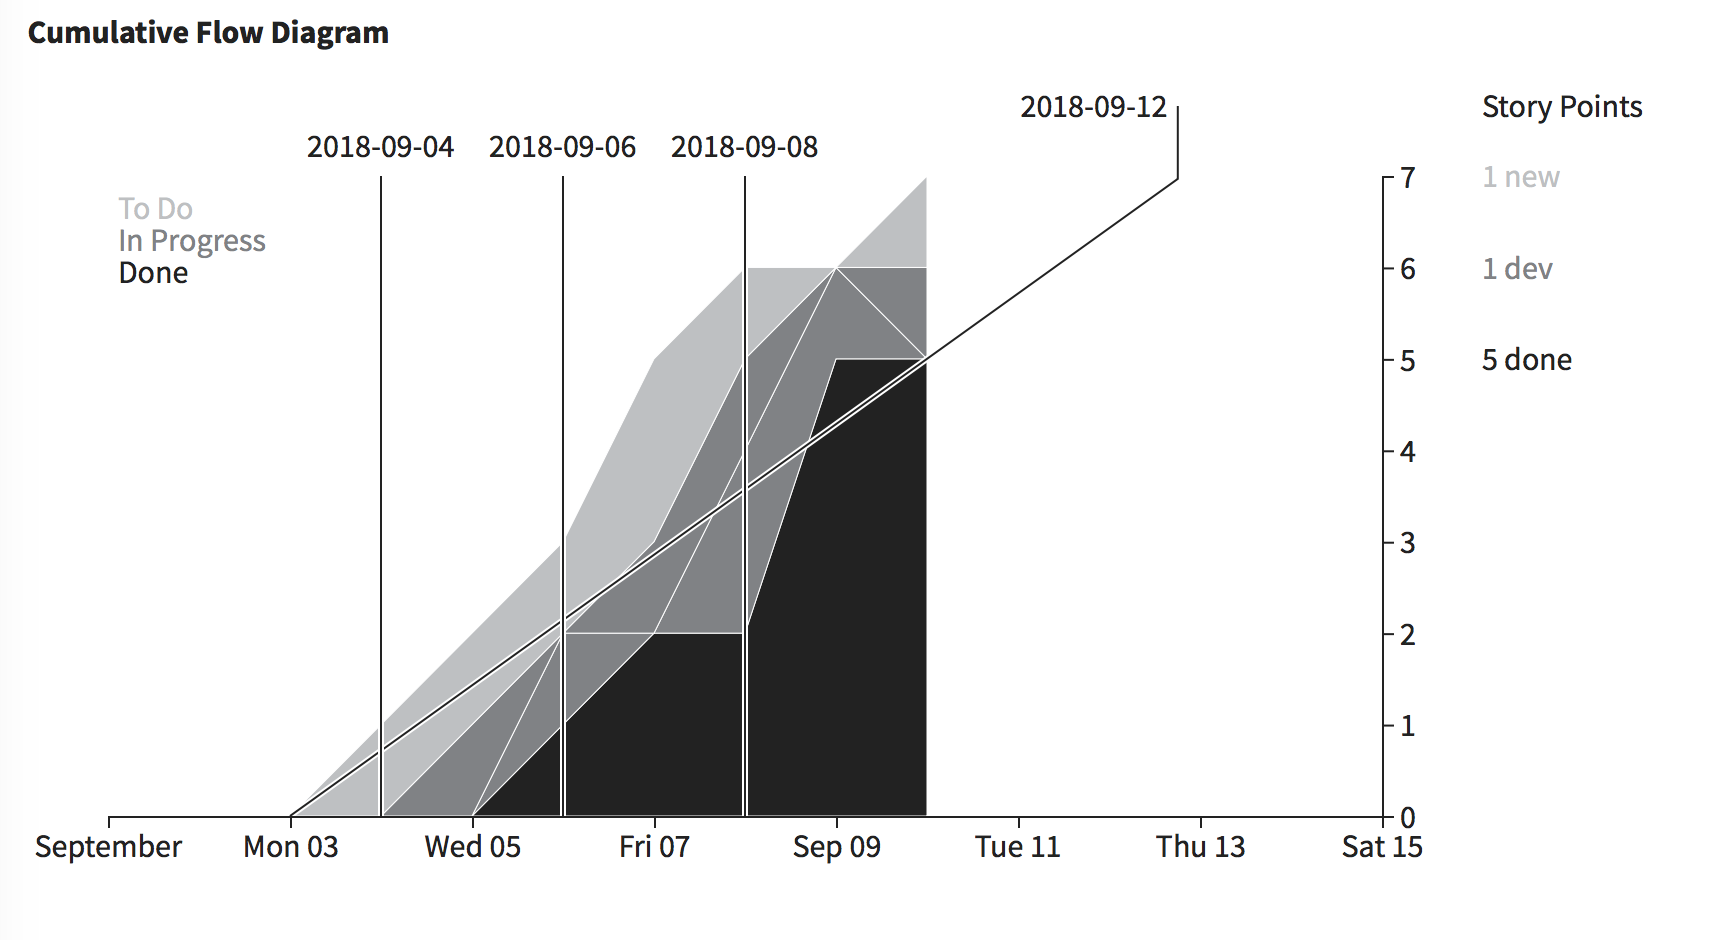 Cumulative Flow Diagram
2018-09-12
Story Points
2018-09-04 2018-09-06 2018-09-08
To Do
In Progress
Done
7
1 new
6
1 dev
5
5 done
4
3
2
1
0
September Mon 03 Wed 05 Fri 07 Sep 09 Tue 11 Thu 13 Sat 15